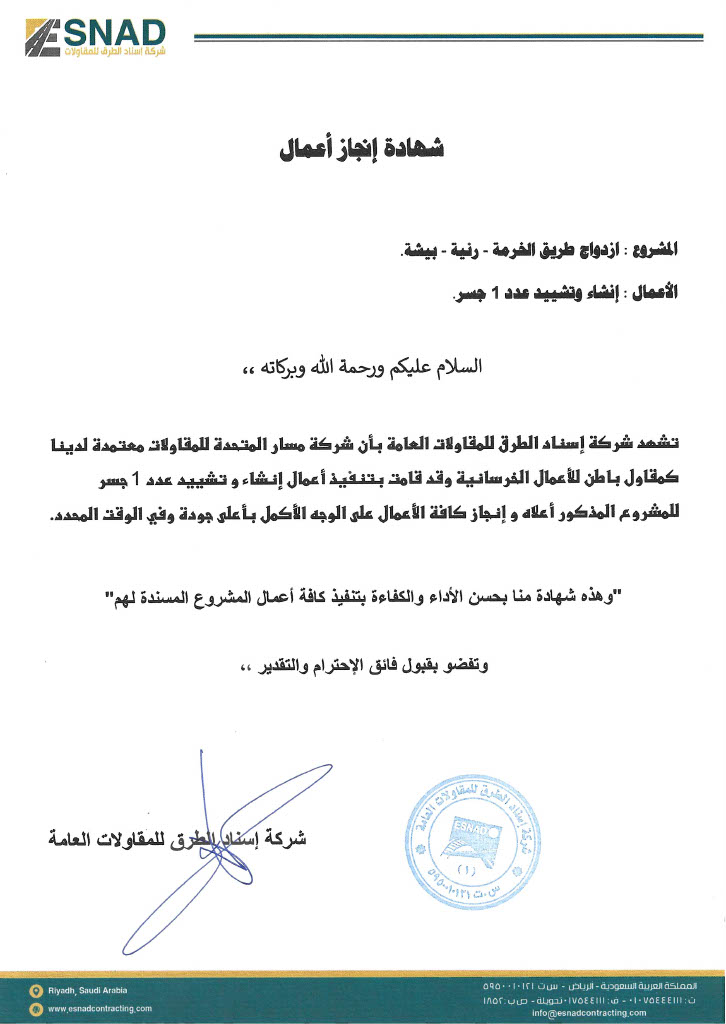 ESNAD
شركة إسناد الطرق للمقاولات
شهادة إنجاز أعمال
المشروع : ازدواج طريق الخرمة - رنية - بيشة.
الأعمال : إنشاء وتشييد عدد 1 جسر.
السلام عليكم ورحمة الله وبركاته ،،
تشهد شركة إسناد الطرق للمقاولات العامة بأن شركة مسار المتحدة للمقاولات معتمدة لدينا
كمقاول باطن للأعمال الخرسانية وقد قامت بتنفيذ أعمال إنشاء و تشييد عدد 1 جسر
للمشروع المذكور أعلاه و إنجاز كافة الأعمال على الوجه الأكمل بأعلى جودة وفي الوقت المحدد.
"وهذه شهادة منا بحسن الأداء والكفاءة بتنفيذ كافة أعمال المشروع المسندة لهم"
وتفضو بقبول فائق الإحترام والتقدير ،،
شركة إسناد الطرق للمقاولات العامة
شركة إسناد الطرق للمقاولات العامة
ESNAD
(١)
س.ت ٥٩٥٠٠١٠١٢١
المملكة العربية السعودية - الرياض - س ت ٥٩٥٠٠١٠١٢١
ت : ٠١٠٧٥٤٤١١١ - ف : ٠١٧٥٤٤١١١ تحويلة - ص ب : ١٨٥٢
info@esnadcontracting.com
Riyadh, Saudi Arabia
www.esnadcontracting.com